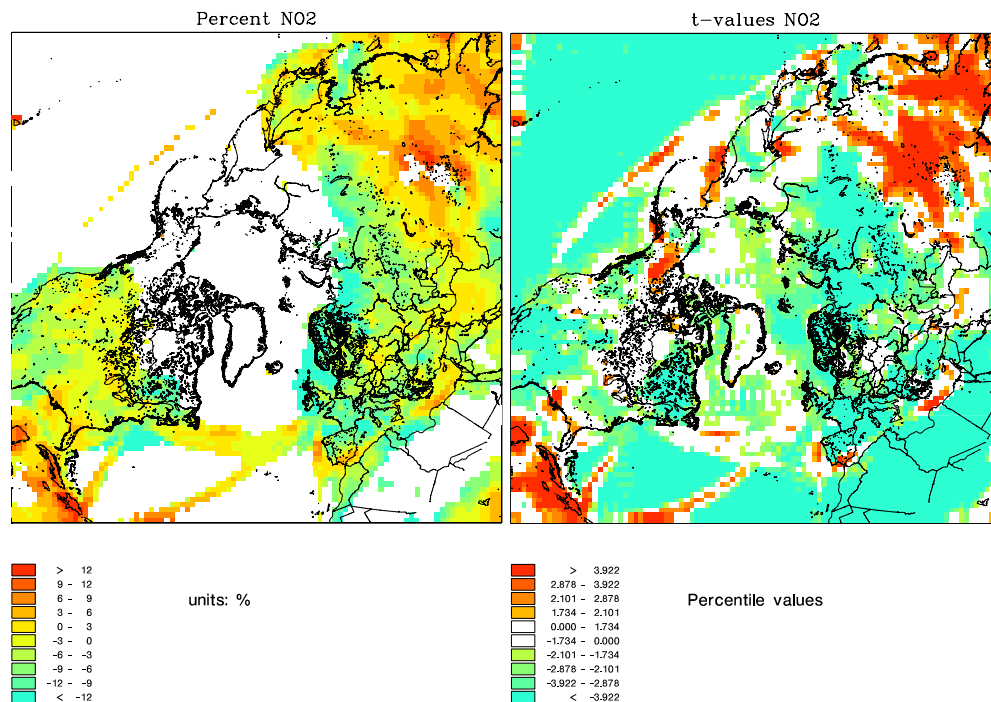 Percent NO2
t-values NO2
> 12
9 - 12
6 - 9
3 - 6
0 - 3
-3 - 0
-6 - -3
-9 - -6
-12 - -9
< -12
units: %
> 3.922
2.878 - 3.922
2.101 - 2.878
1.734 - 2.101
0.000 - 1.734
-1.734 - 0.000
-2.101 - -1.734
-2.878 - -2.101
-3.922 - -2.878
< -3.922
Percentile values